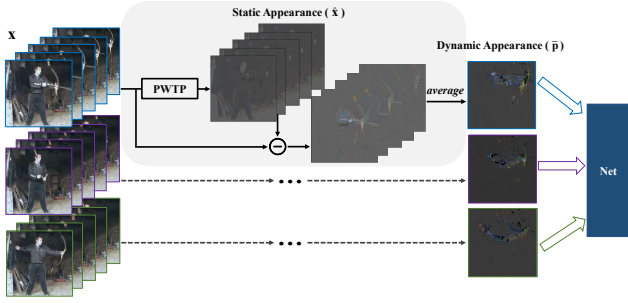 Static Appearance ( x̂ )
x
Dynamic Appearance ( p̄ )
PWTP
average
Net